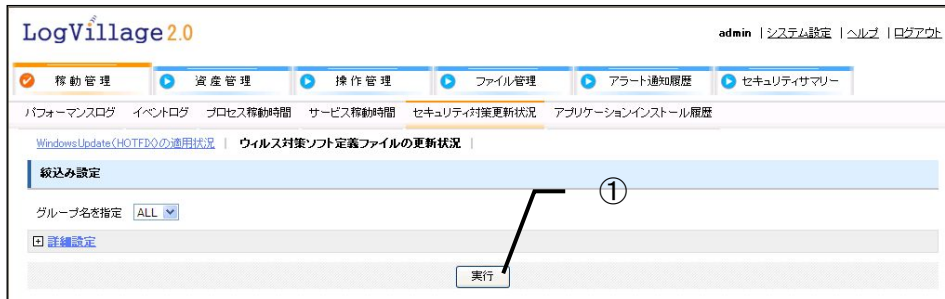 LogVillage 2.0
admin | システム設定 | ヘルプ | ログアウト
稼動管理 資産管理 操作管理 ファイル管理 アラート通知履歴 セキュリティサマリー
パフォーマンスログ イベントログ プロセス稼動時間 サービス稼動時間 セキュリティ対策更新状況 アプリケーションインストール履歴
WindowsUpdate(HOTFIX)の適用状況 | ウィルス対策ソフト定義ファイルの更新状況 |
絞込み設定
①
グループ名を指定 ALL
詳細設定
実行